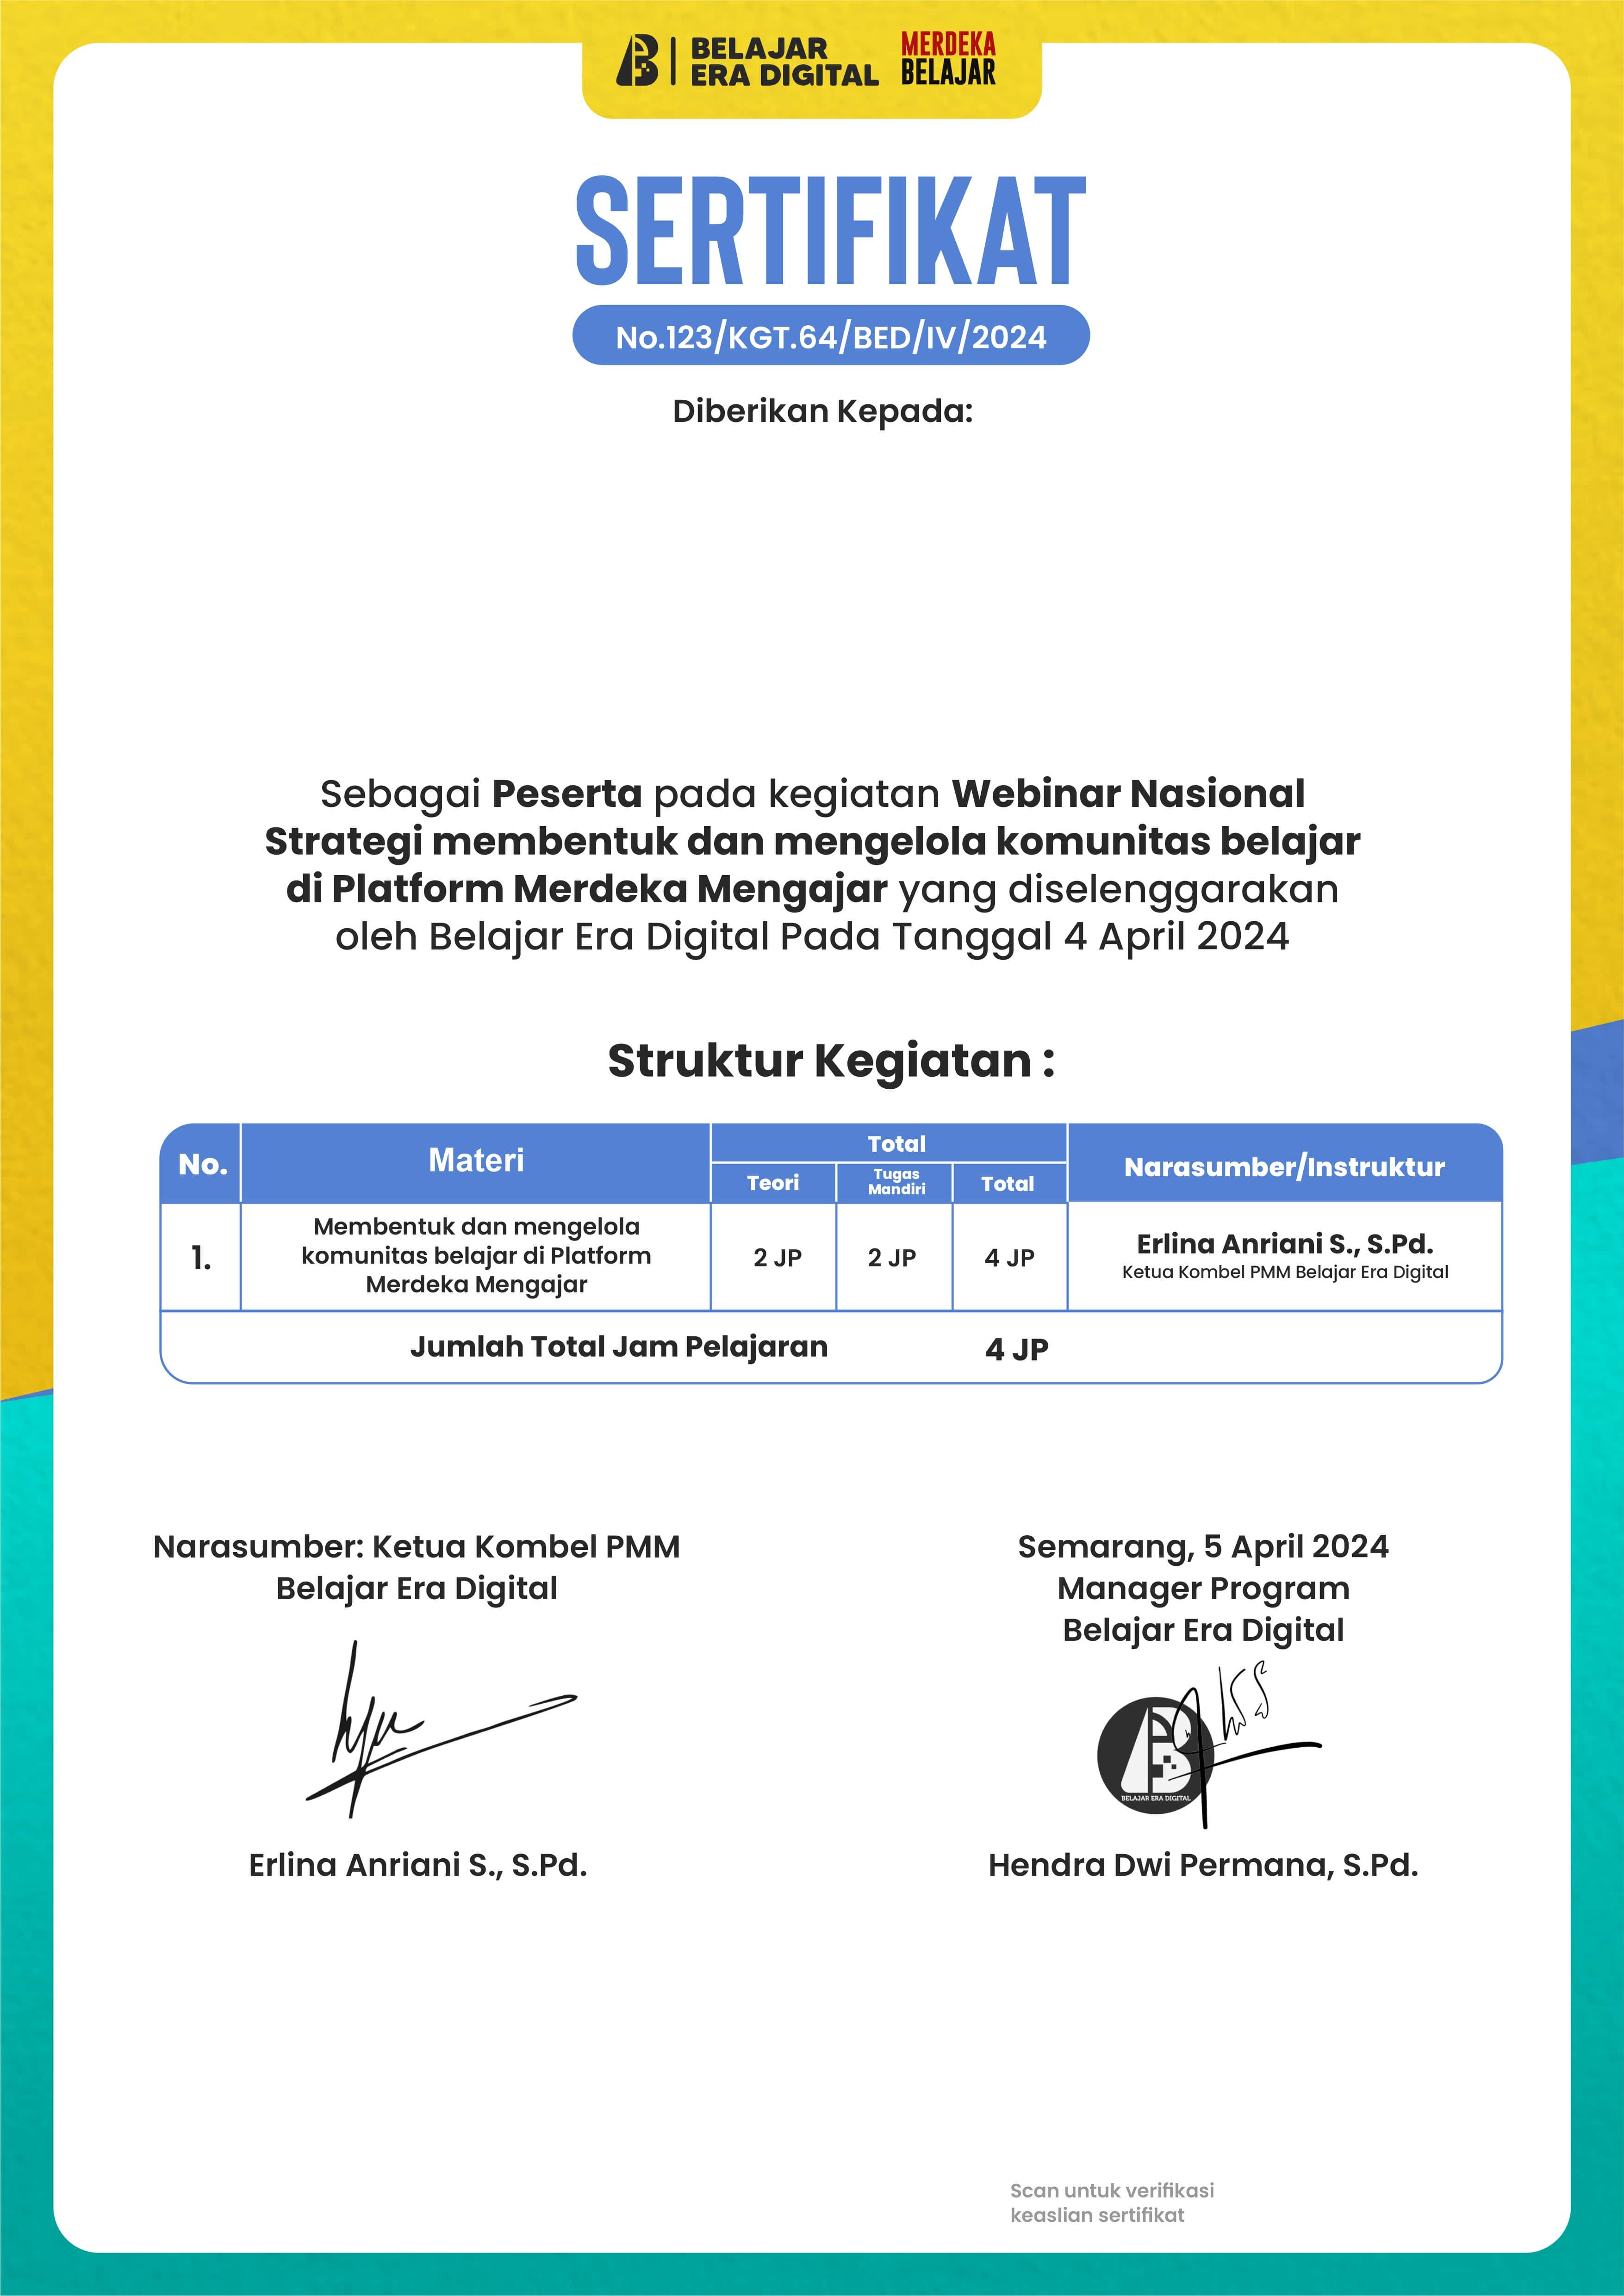 BELAJAR
ERA DIGITAL
MERDEKA
BELAJAR
SERTIFIKAT
No.123/KGT.64/BED/IV/2024
Diberikan Kepada:
Sebagai Peserta pada kegiatan Webinar Nasional
Strategi membentuk dan mengelola komunitas belajar
di Platform Merdeka Mengajar yang diselenggarakan
oleh Belajar Era Digital Pada Tanggal 4 April 2024
Struktur Kegiatan :
No.
Materi
Total
Teori
Tugas
Mandiri
Total
Narasumber/Instruktur
1.
Membentuk dan mengelola
komunitas belajar di Platform
Merdeka Mengajar
2 JP
2 JP
4 JP
Erlina Anriani S., S.Pd.
Ketua Kombel PMM Belajar Era Digital
Jumlah Total Jam Pelajaran
4 JP
Narasumber: Ketua Kombel PMM
Belajar Era Digital
Erlina Anriani S., S.Pd.
Semarang, 5 April 2024
Manager Program
Belajar Era Digital
BELAJAR ERA DIGITAL
Hendra Dwi Permana, S.Pd.
Scan untuk verifikasi
keaslian sertifikat